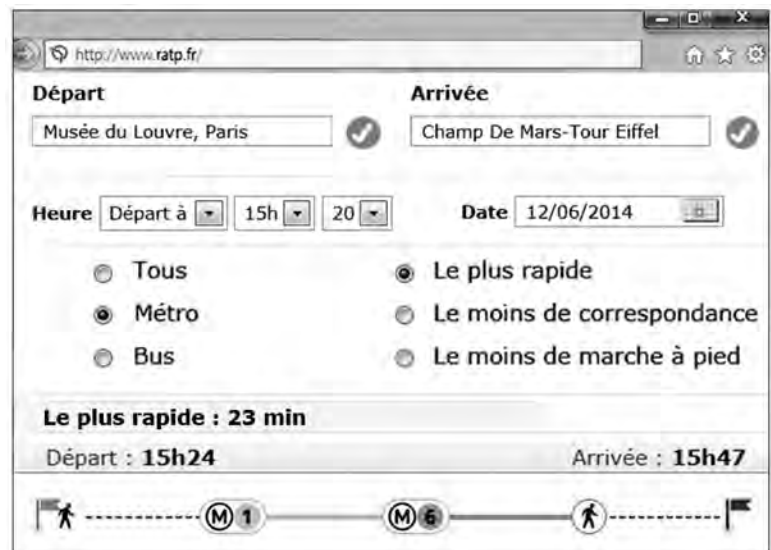 http://www.ratp.fr/
Départ Arrivée
Musée du Louvre, Paris Champ De Mars-Tour Eiffel
Heure Départ à 15h 20 Date 12/06/2014
Tous Le plus rapide
Métro Le moins de correspondance
Bus Le moins de marche à pied
Le plus rapide : 23 min
Départ : 15h24 Arrivée : 15h47
M 1 M 6